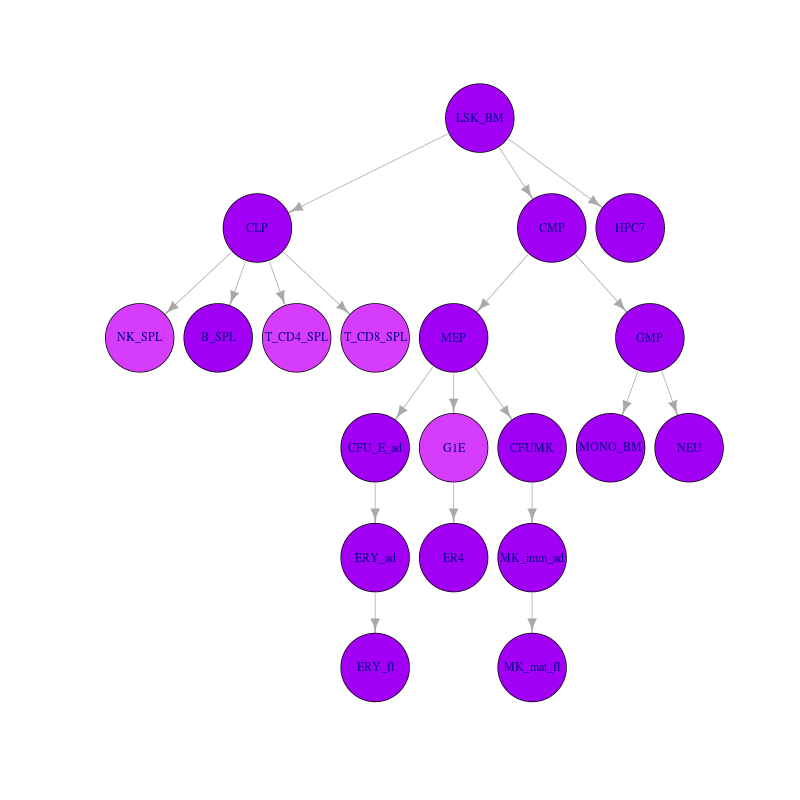 LSK_BM
CLP
CMP
HPC7
NK_SPL
B_SPL
T_CD4_SPL
T_CD8_SPL
MEP
GMP
CFU_E_ad
G1E
CFUMK
MONO_BM
NEU
ERY_ad
ER4
MK_imm_ad
ERY_fl
MK_mat_fl